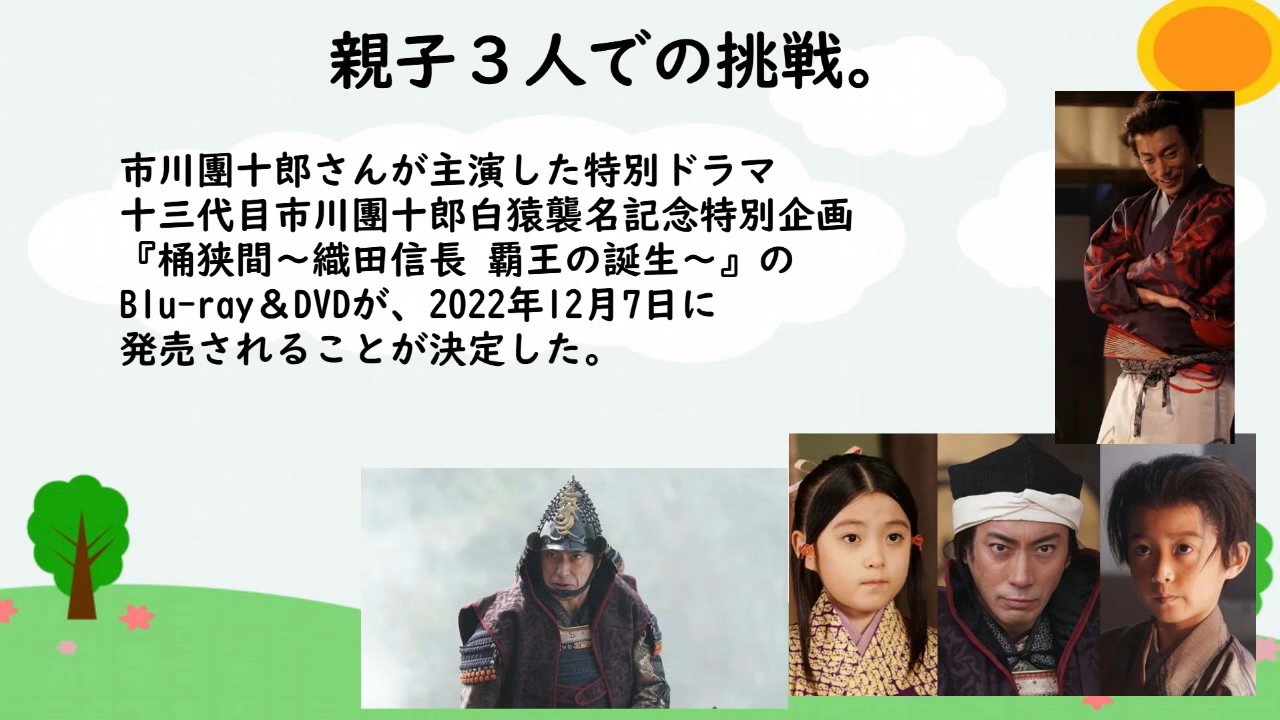 親子３人での挑戦。
市川團十郎さんが主演した特別ドラマ
十三代目市川團十郎白猿襲名記念特別企画
『桶狭間～織田信長 覇王の誕生～』の
Blu-ray＆DVDが、2022年12月7日に
発売されることが決定した。